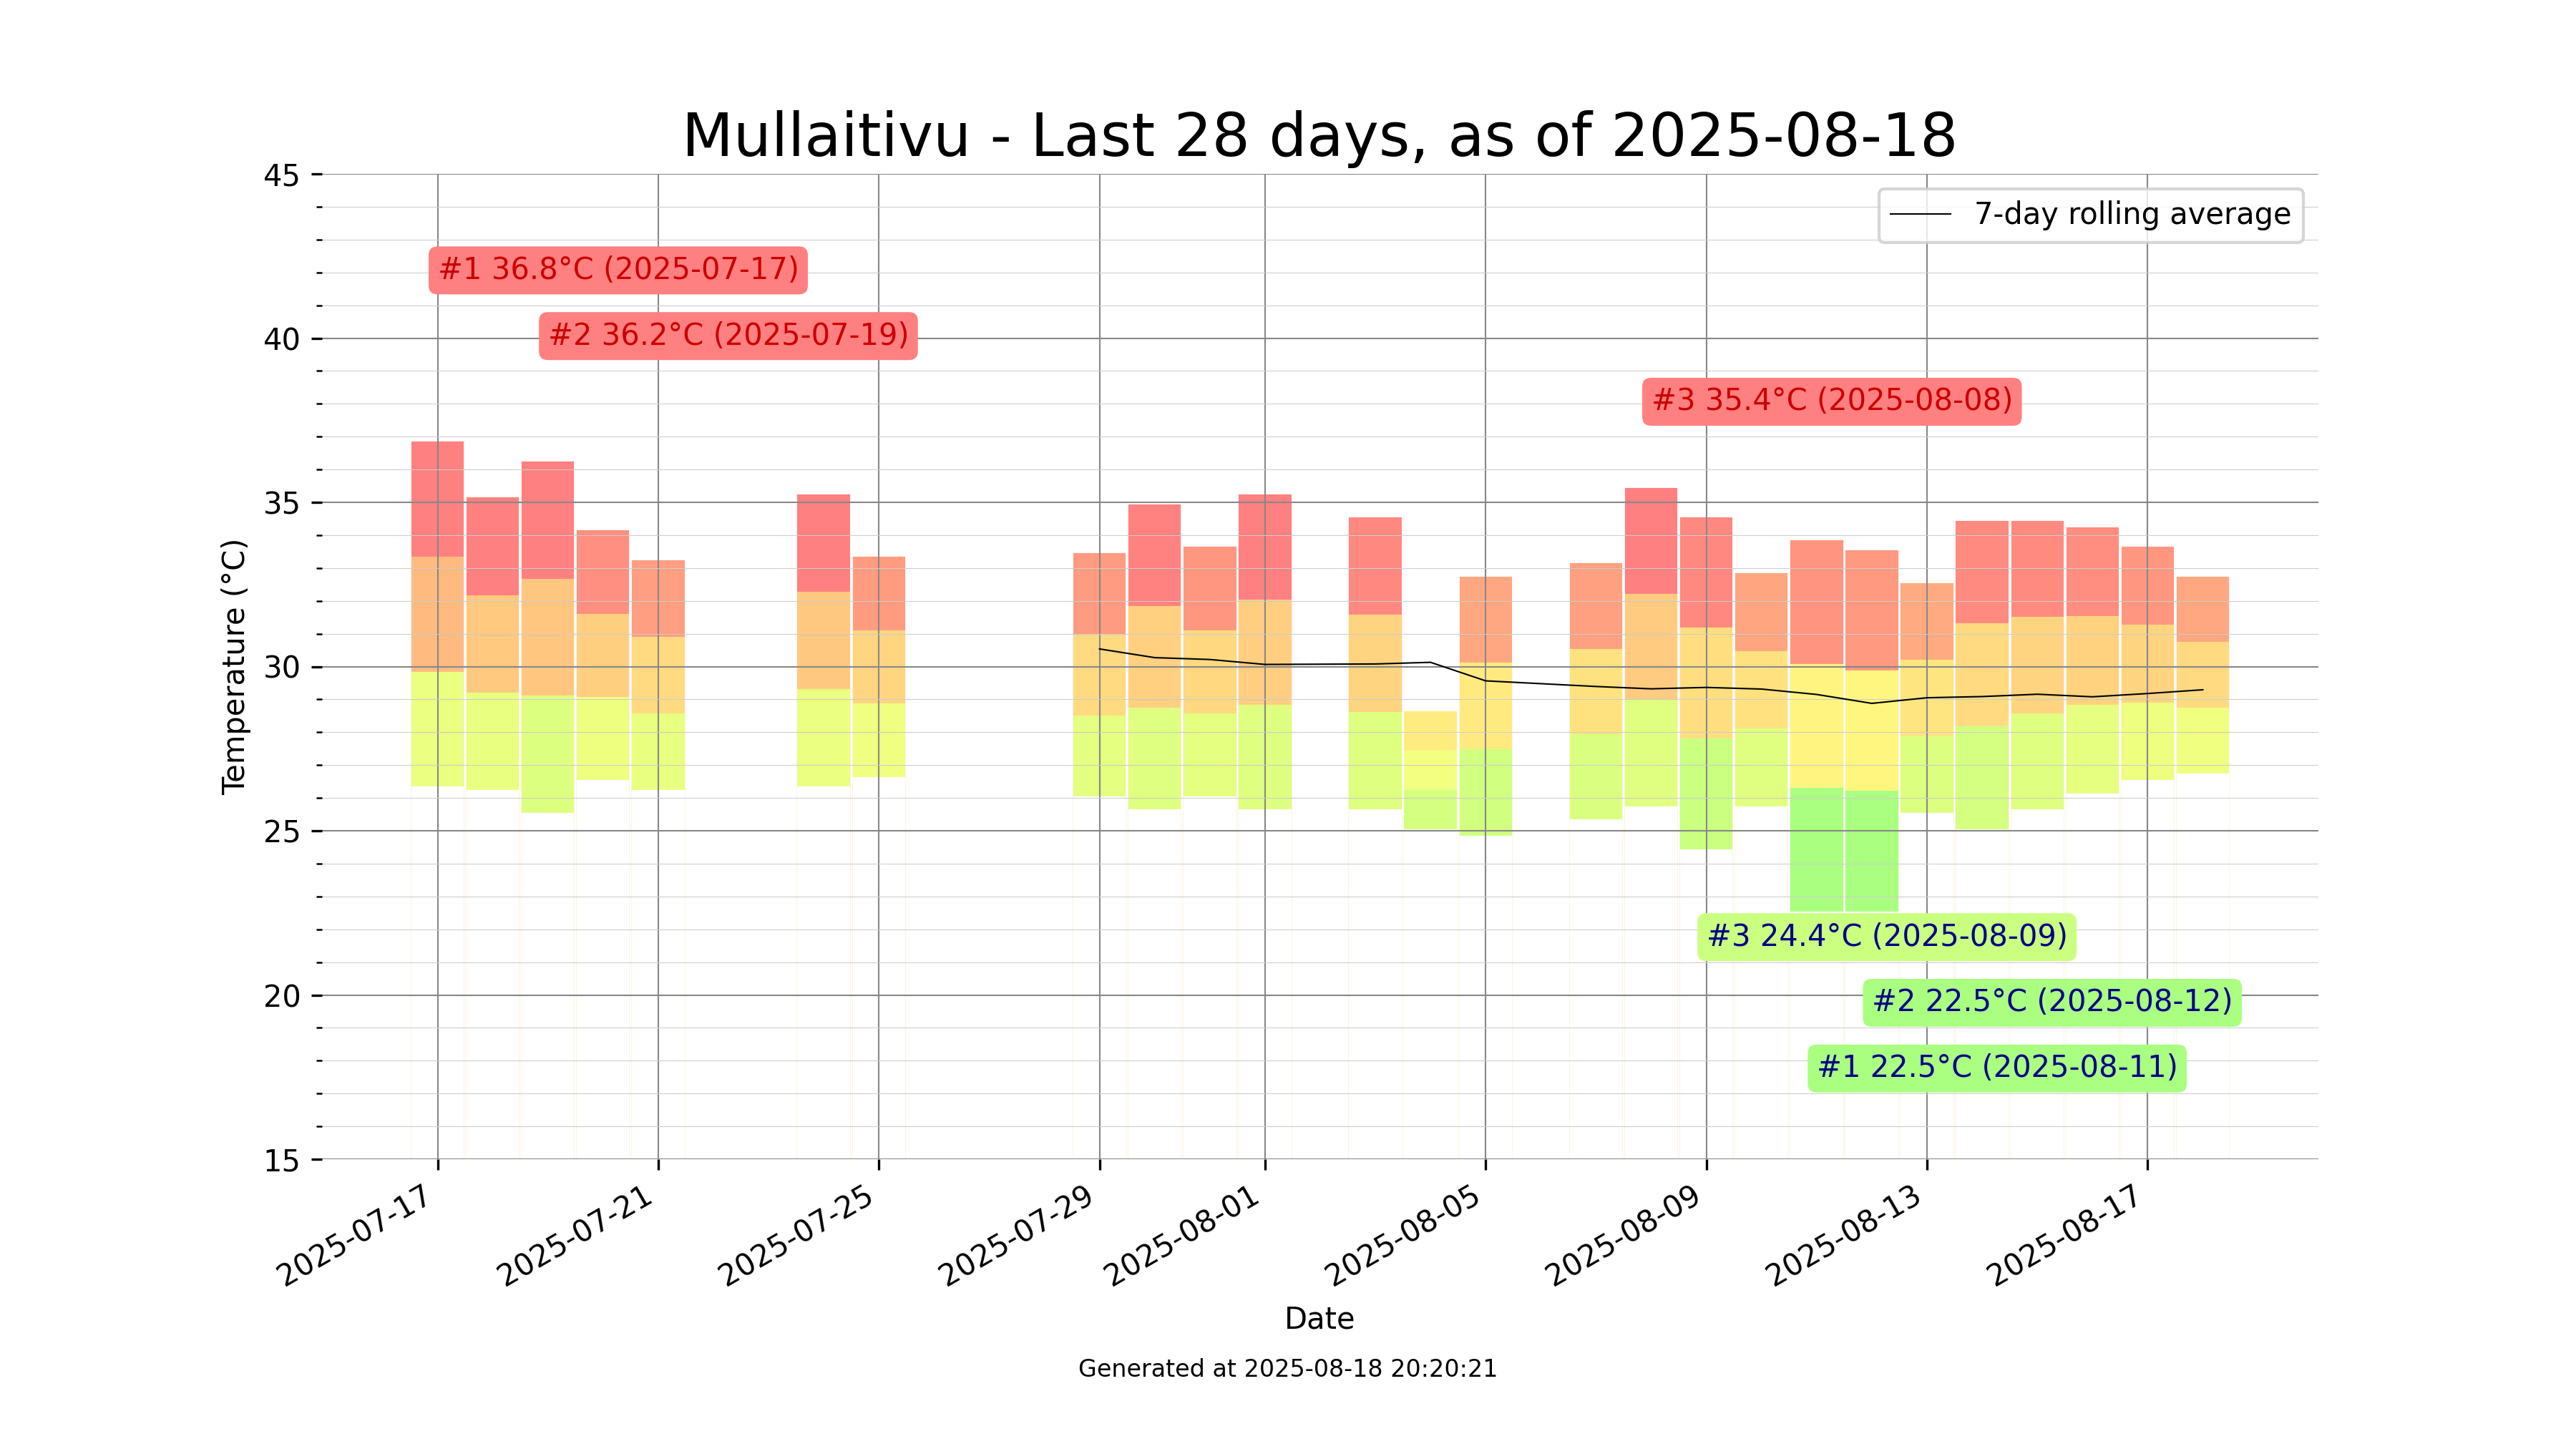 Mullaitivu - Last 28 days, as of 2025-08-18
45
7-day rolling average
#1 36.8°C (2025-07-17)
#2 36.2°C (2025-07-19)
40
#3 35.4°C (2025-08-08)
35
Temperature (°C)
30
25
#3 24.4°C (2025-08-09)
20
#2 22.5°C (2025-08-12)
#1 22.5°C (2025-08-11)
15
2025-07-17
2025-07-21
2025-07-25
2025-07-29
2025-08-01
2025-08-05
2025-08-09
2025-08-13
2025-08-17
Date
Generated at 2025-08-18 20:20:21